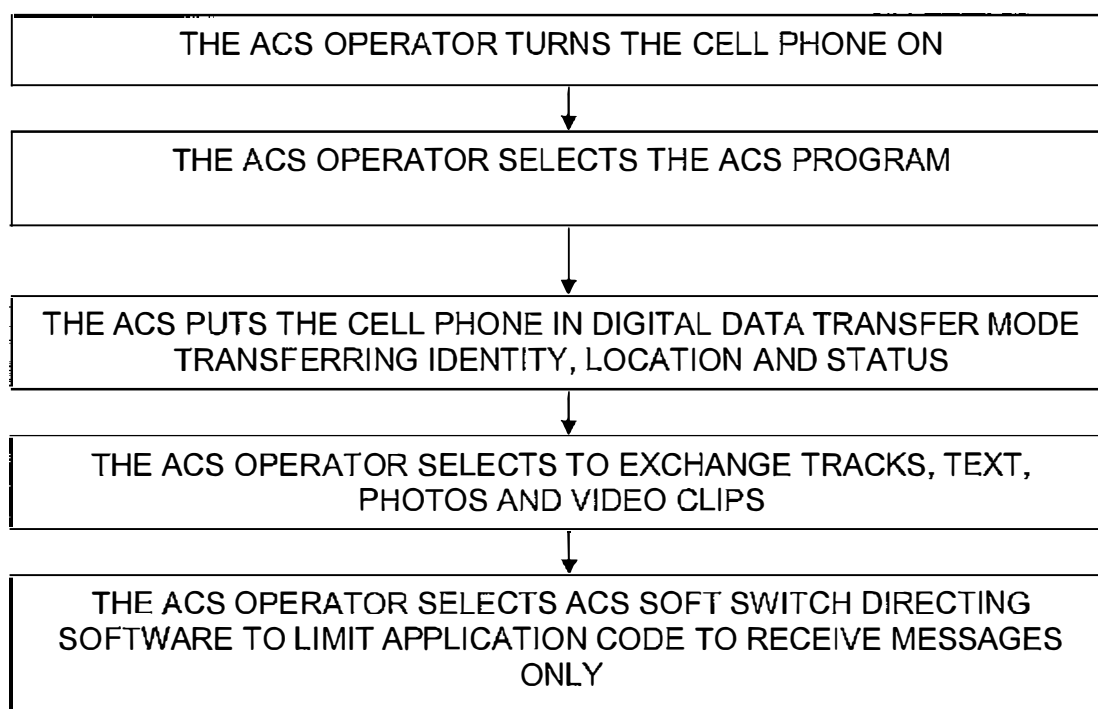 THE ACS OPERATOR TURNS THE CELL PHONE ON
THE ACS OPERATOR SELECTS THE ACS PROGRAM
THE ACS PUTS THE CELL PHONE IN DIGITAL DATA TRANSFER MODE
TRANSFERRING IDENTITY, LOCATION AND STATUS
THE ACS OPERATOR SELECTS TO EXCHANGE TRACKS, TEXT,
PHOTOS AND VIDEO CLIPS
THE ACS OPERATOR SELECTS ACS SOFT SWITCH DIRECTING
SOFTWARE TO LIMIT APPLICATION CODE TO RECEIVE MESSAGES
ONLY